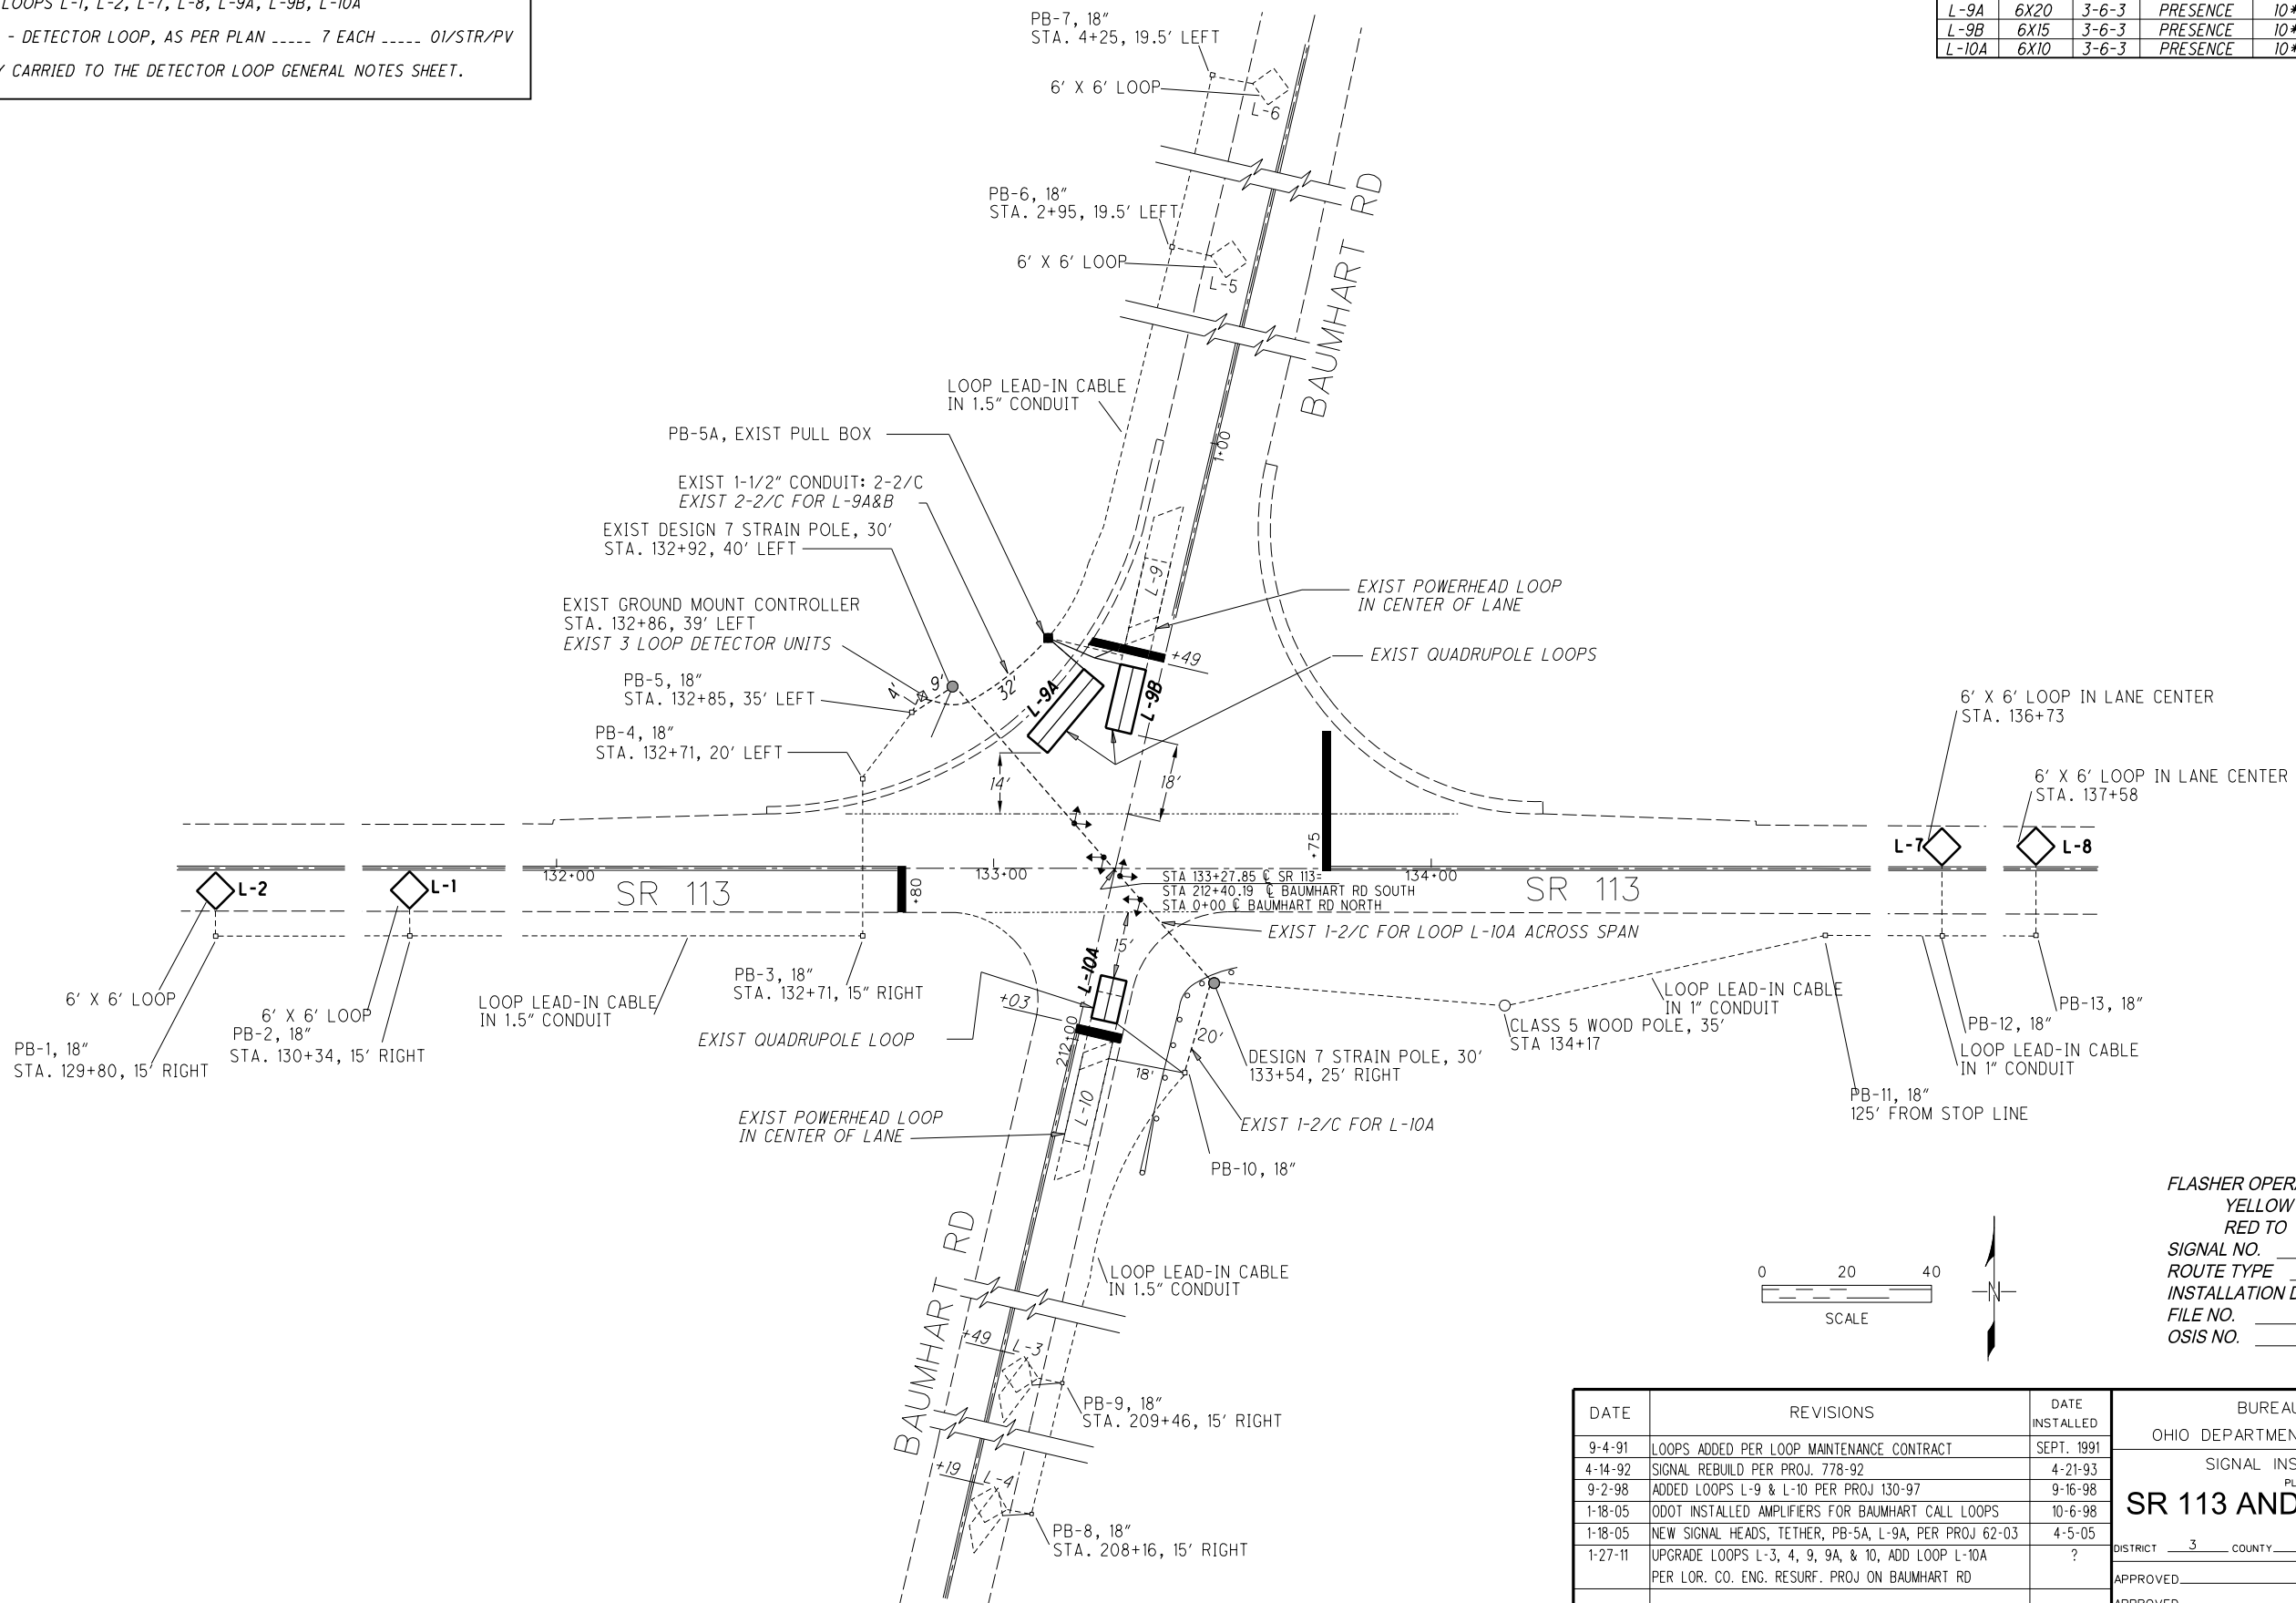 LOOPS L-1, L-2, L-7, L-8, L-9A, L-9B, L-10A
- DETECTOR LOOP, AS PER PLAN _____ 7 EACH _____ 01/STR/PV
CARRIED TO THE DETECTOR LOOP GENERAL NOTES SHEET.
L-9A 6X20 3-6-3 PRESENCE 10*
L-9B 6X15 3-6-3 PRESENCE 10*
L-10A 6X10 3-6-3 PRESENCE 10*
PB-7, 18"
STA. 4+25, 19.5' LEFT
6' X 6' LOOP
L-6
PB-6, 18"
STA. 2+95, 19.5' LEFT
6' X 6' LOOP
L-5
BAUMHART RD
LOOP LEAD-IN CABLE
IN 1.5" CONDUIT
1+00
PB-5A, EXIST PULL BOX
EXIST 1-1/2" CONDUIT: 2-2/C
EXIST 2-2/C FOR L-9A&B
EXIST DESIGN 7 STRAIN POLE, 30'
STA. 132+92, 40' LEFT
EXIST GROUND MOUNT CONTROLLER
STA. 132+86, 39' LEFT
EXIST 3 LOOP DETECTOR UNITS
PB-5, 18"
STA. 132+85, 35' LEFT
PB-4, 18"
STA. 132+71, 20' LEFT
4'
9'
32'
L-9
L-9A
L-9B
+49
14'
18'
EXIST POWERHEAD LOOP
IN CENTER OF LANE
EXIST QUADRUPOLE LOOPS
6' X 6' LOOP IN LANE CENTER
STA. 136+73
6' X 6' LOOP IN LANE CENTER
STA. 137+58
L-7
L-8
L-2
L-1
132+00
SR 113
+80
133+00
+75
134+00
SR 113
STA 133+27.85 ℄ SR 113=
STA 212+40.19 ℄ BAUMHART RD SOUTH
STA 0+00 ℄ BAUMHART RD NORTH
EXIST 1-2/C FOR LOOP L-10A ACROSS SPAN
15'
L-10A
+03
212+00
6' X 6' LOOP
PB-1, 18"
STA. 129+80, 15' RIGHT
6' X 6' LOOP
PB-2, 18"
STA. 130+34, 15' RIGHT
LOOP LEAD-IN CABLE
IN 1.5" CONDUIT
PB-3, 18"
STA. 132+71, 15" RIGHT
EXIST QUADRUPOLE LOOP
20'
18'
DESIGN 7 STRAIN POLE, 30'
133+54, 25' RIGHT
CLASS 5 WOOD POLE, 35'
STA 134+17
LOOP LEAD-IN CABLE
IN 1" CONDUIT
PB-13, 18"
PB-12, 18"
LOOP LEAD-IN CABLE
IN 1" CONDUIT
PB-11, 18"
125' FROM STOP LINE
EXIST POWERHEAD LOOP
IN CENTER OF LANE
L-10
EXIST 1-2/C FOR L-10A
PB-10, 18"
BAUMHART RD
LOOP LEAD-IN CABLE
IN 1.5" CONDUIT
+49
L-3
PB-9, 18"
STA. 209+46, 15' RIGHT
+19
L-4
PB-8, 18"
STA. 208+16, 15' RIGHT
0 20 40
SCALE
N
FLASHER OPERA
YELLOW
RED TO
SIGNAL NO.
ROUTE TYPE
INSTALLATION D
FILE NO.
OSIS NO.
DATE REVISIONS DATE INSTALLED
9-4-91 LOOPS ADDED PER LOOP MAINTENANCE CONTRACT SEPT. 1991
4-14-92 SIGNAL REBUILD PER PROJ. 778-92 4-21-93
9-2-98 ADDED LOOPS L-9 & L-10 PER PROJ 130-97 9-16-98
1-18-05 ODOT INSTALLED AMPLIFIERS FOR BAUMHART CALL LOOPS 10-6-98
1-18-05 NEW SIGNAL HEADS, TETHER, PB-5A, L-9A, PER PROJ 62-03 4-5-05
1-27-11 UPGRADE LOOPS L-3, 4, 9, 9A, & 10, ADD LOOP L-10A ?
PER LOR. CO. ENG. RESURF. PROJ ON BAUMHART RD
BUREAU
OHIO DEPARTMEN
SIGNAL INS
PL
SR 113 AND
DISTRICT 3 COUNTY
APPROVED
APPROVED